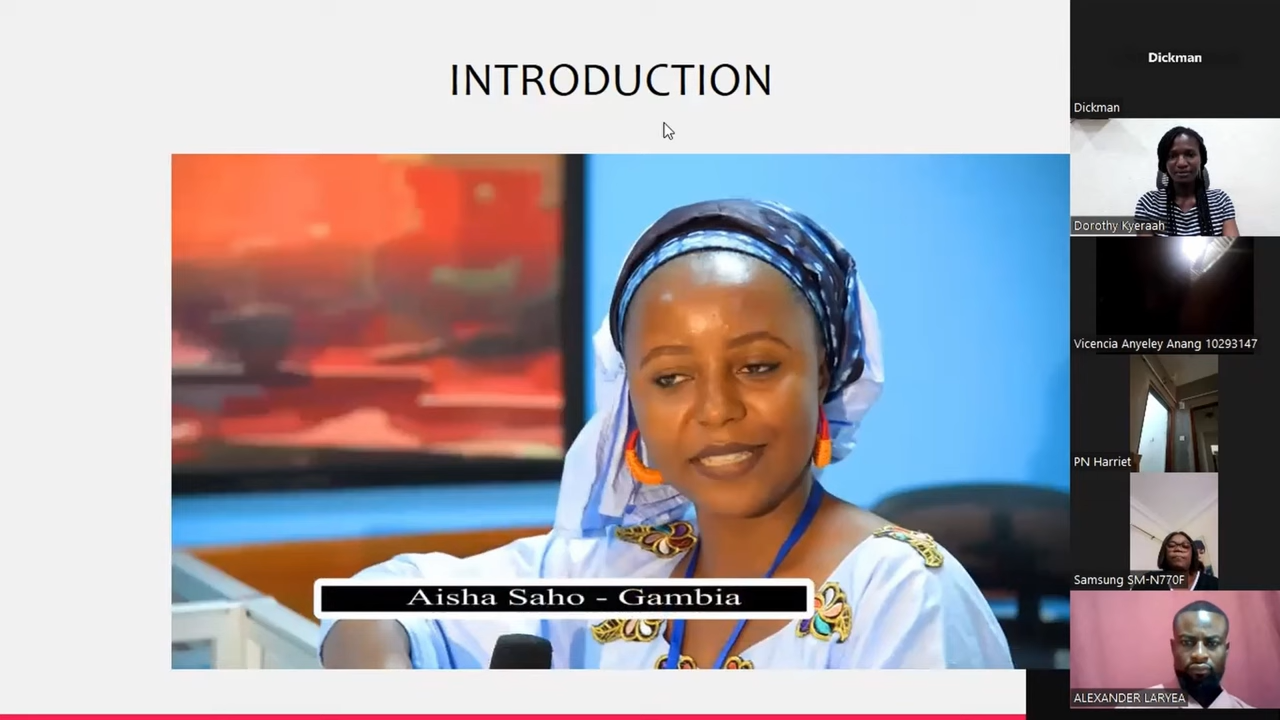 INTRODUCTION
Aisha Saho - Gambia
Dickman
Dickman
Dorothy Kyeraah
Vicencia Anyeley Anang 10293147
PN Harriet
Samsung SM-N770F
ALEXANDER LARYEA